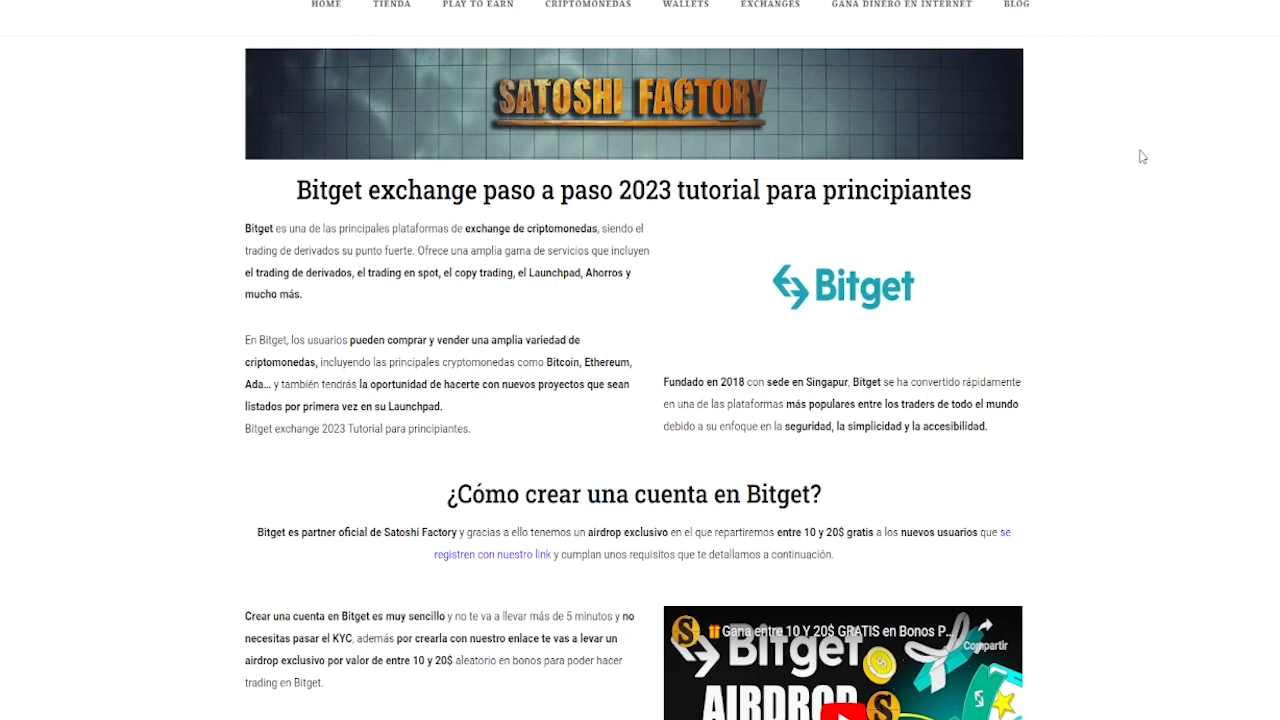 HOME TIENDA PLAY TO EARN CRIPTOMONEDAS WALLETS EXCHANGES GANA DINERO EN INTERNET BLOG
SATOSHI FACTORY
Bitget exchange paso a paso 2023 tutorial para principiantes
Bitget es una de las principales plataformas de exchange de criptomonedas, siendo el
trading de derivados su punto fuerte. Ofrece una amplia gama de servicios que incluyen
el trading de derivados, el trading en spot, el copy trading, el Launchpad, Ahorros y
mucho más.
En Bitget, los usuarios pueden comprar y vender una amplia variedad de
criptomonedas, incluyendo las principales cryptomonedas como Bitcoin, Ethereum,
Ada... y también tendrás la oportunidad de hacerte con nuevos proyectos que sean
listados por primera vez en su Launchpad.
Bitget exchange 2023 Tutorial para principiantes.
Bitget
Fundado en 2018 con sede en Singapur, Bitget se ha convertido rápidamente
en una de las plataformas más populares entre los traders de todo el mundo
debido a su enfoque en la seguridad, la simplicidad y la accesibilidad.
¿Cómo crear una cuenta en Bitget?
Bitget es partner oficial de Satoshi Factory y gracias a ello tenemos un airdrop exclusivo en el que repartiremos entre 10 y 20$ gratis a los nuevos usuarios que se
registren con nuestro link y cumplan unos requisitos que te detallamos a continuación.
Crear una cuenta en Bitget es muy sencillo y no te va a llevar más de 5 minutos y no
necesitas pasar el KYC, además por crearla con nuestro enlace te vas a llevar un
airdrop exclusivo por valor de entre 10 y 20$ aleatorio en bonos para poder hacer
trading en Bitget.
Gana entre 10 Y 20$ GRATIS en Bonos P...
Compartir
Bitget
AIRDROP